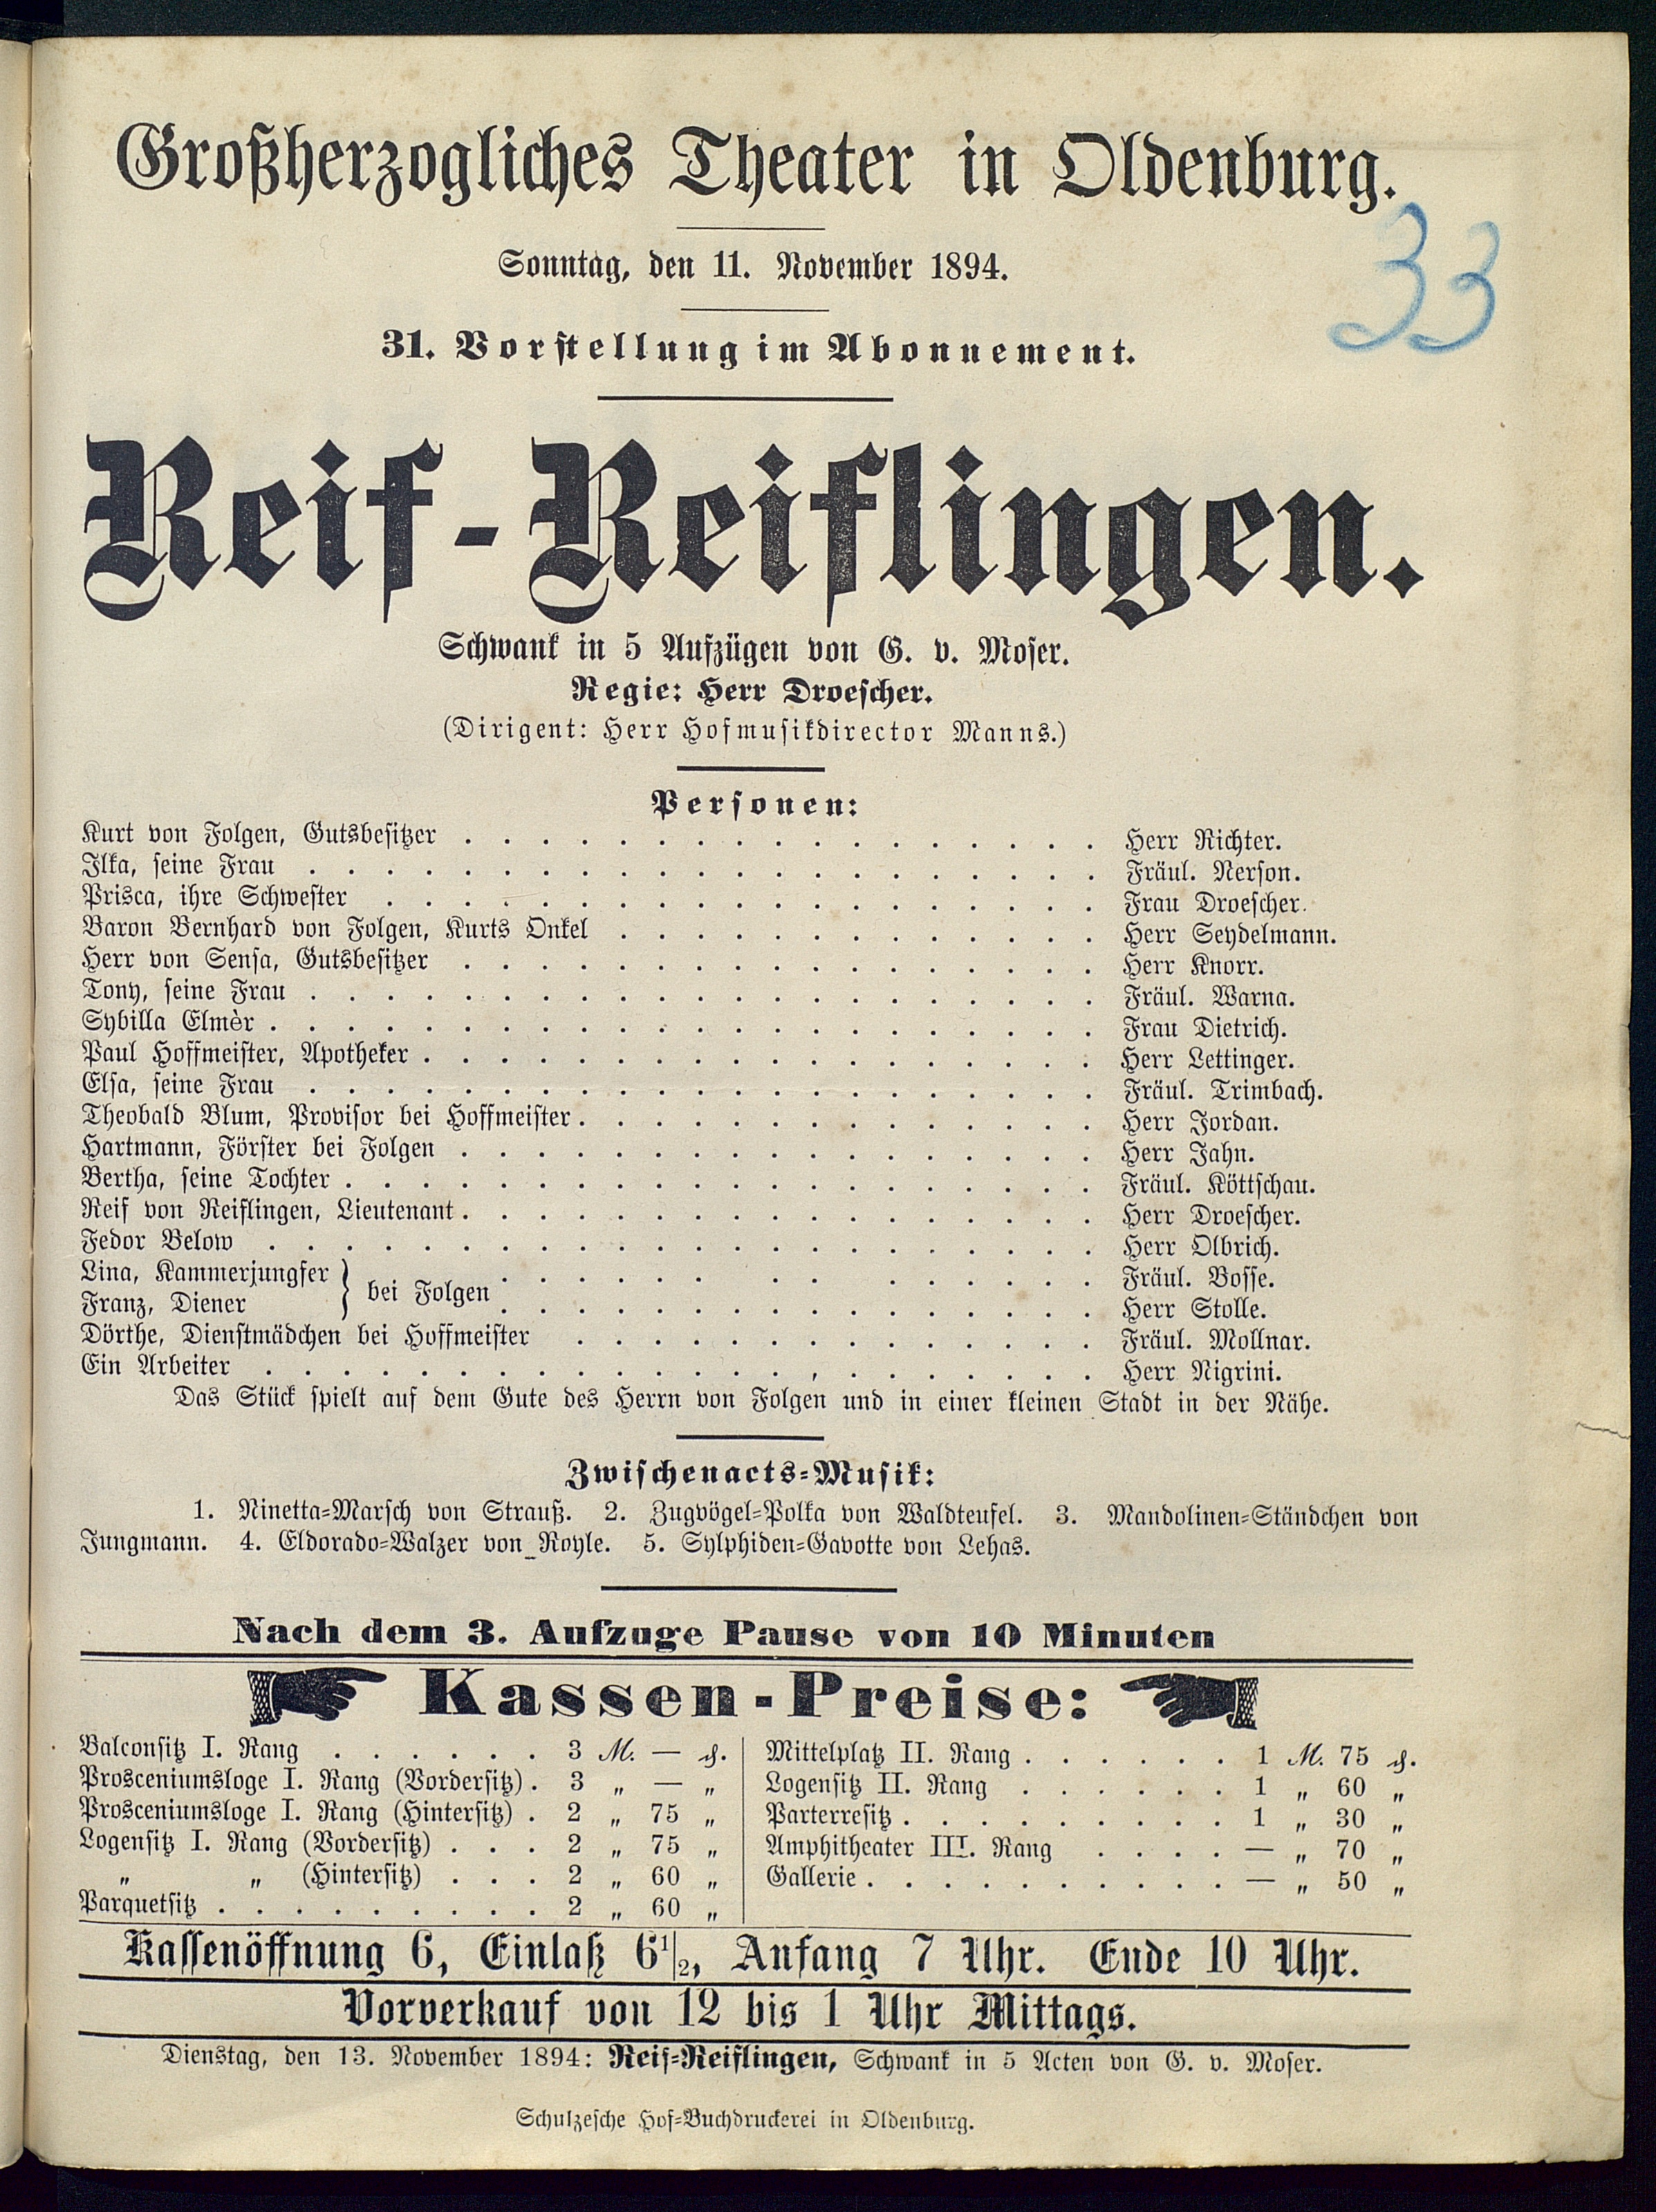 Großherzogliches Theater in Oldenburg.
33
Sonntag, den 11. November 1894.
31. Vorstellung im Abonnement.
Reif-Reiflingen.
Schwank in 5 Aufzügen von G. v. Moser.
Regie: Herr Droescher.
(Dirigent: Herr Hofmusikdirector Manns.)
Personen:
Kurt von Folgen, Gutsbesitzer . . . . . . . . . . . . . . . . . Herr Richter.
Ilka, seine Frau . . . . . . . . . . . . . . . . . . . . . Fräul. Nerson.
Prisca, ihre Schwester . . . . . . . . . . . . . . . . . . . Frau Droescher.
Baron Bernhard von Folgen, Kurts Onkel . . . . . . . . . . . . . Herr Seydelmann.
Herr von Sensa, Gutsbesitzer . . . . . . . . . . . . . . . . . Herr Knorr.
Tony, seine Frau . . . . . . . . . . . . . . . . . . . . . Fräul. Warna.
Sybilla Elmèr . . . . . . . . . . . . . . . . . . . . . . Frau Dietrich.
Paul Hoffmeister, Apotheker . . . . . . . . . . . . . . . . . . Herr Lettinger.
Elsa, seine Frau . . . . . . . . . . . . . . . . . . . . . Fräul. Trimbach.
Theobald Blum, Provisor bei Hoffmeister . . . . . . . . . . . . . . Herr Jordan.
Hartmann, Förster bei Folgen . . . . . . . . . . . . . . . . . Herr Jahn.
Bertha, seine Tochter . . . . . . . . . . . . . . . . . . . . Fräul. Köttschau.
Reif von Reiflingen, Lieutenant . . . . . . . . . . . . . . . . . Herr Droescher.
Fedor Below . . . . . . . . . . . . . . . . . . . . . . Herr Olbrich.
Lina, Kammerjungfer } bei Folgen . . . . . . . . . . . . . . Fräul. Bosse.
Franz, Diener . . . . . . . . . . . . . . . . Herr Stolle.
Dörthe, Dienstmädchen bei Hoffmeister . . . . . . . . . . . . . . Fräul. Mollnar.
Ein Arbeiter . . . . . . . . . . . . . . . . . . . . . . Herr Nigrini.
Das Stück spielt auf dem Gute des Herrn von Folgen und in einer kleinen Stadt in der Nähe.
Zwischenacts-Musik:
1. Ninetta-Marsch von Strauß. 2. Zugvögel-Polka von Waldteufel. 3. Mandolinen-Ständchen von
Jungmann. 4. Eldorado-Walzer von Royle. 5. Sylphiden-Gavotte von Lehas.
Nach dem 3. Aufzuge Pause von 10 Minuten
Kassen-Preise:
Balconsitz I. Rang . . . . . . 3 M. — ₰.
Prosceniumsloge I. Rang (Vordersitz) . 3 „ — „
Prosceniumsloge I. Rang (Hintersitz) . 2 „ 75 „
Logensitz I. Rang (Vordersitz) . . . 2 „ 75 „
„ „ (Hintersitz) . . . 2 „ 60 „
Parquetsitz . . . . . . . . . 2 „ 60 „
Mittelplatz II. Rang . . . . . . 1 M. 75 ₰.
Logensitz II. Rang . . . . . . 1 „ 60 „
Parterresitz . . . . . . . . . 1 „ 30 „
Amphitheater III. Rang . . . . — „ 70 „
Gallerie . . . . . . . . . . — „ 50 „
Kassenöffnung 6, Einlaß 6½, Anfang 7 Uhr. Ende 10 Uhr.
Vorverkauf von 12 bis 1 Uhr Mittags.
Dienstag, den 13. November 1894: Reif-Reiflingen, Schwank in 5 Acten von G. v. Moser.
Schulzesche Hof-Buchdruckerei in Oldenburg.